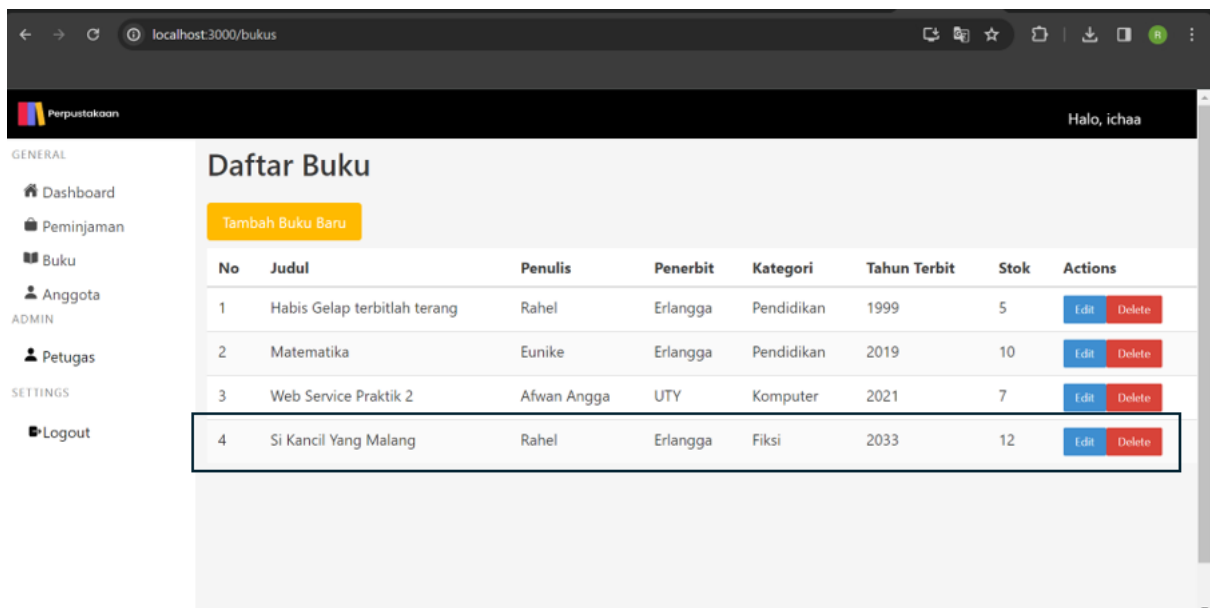 localhost:3000/bukus
R
Perpustakaan
Halo, ichaa
GENERAL
Dashboard
Peminjaman
Buku
Anggota
ADMIN
Petugas
SETTINGS
Logout
Daftar Buku
Tambah Buku Baru
No Judul Penulis Penerbit Kategori Tahun Terbit Stok Actions
1 Habis Gelap terbitlah terang Rahel Erlangga Pendidikan 1999 5 Edit Delete
2 Matematika Eunike Erlangga Pendidikan 2019 10 Edit Delete
3 Web Service Praktik 2 Afwan Angga UTY Komputer 2021 7 Edit Delete
4 Si Kancil Yang Malang Rahel Erlangga Fiksi 2033 12 Edit Delete